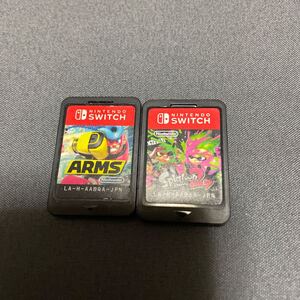 NINTENDO
SWITCH
ARMS
Nintendo
LA-H-AABQA-JPN
NINTENDO
SWITCH
Nintendo
Splatoon